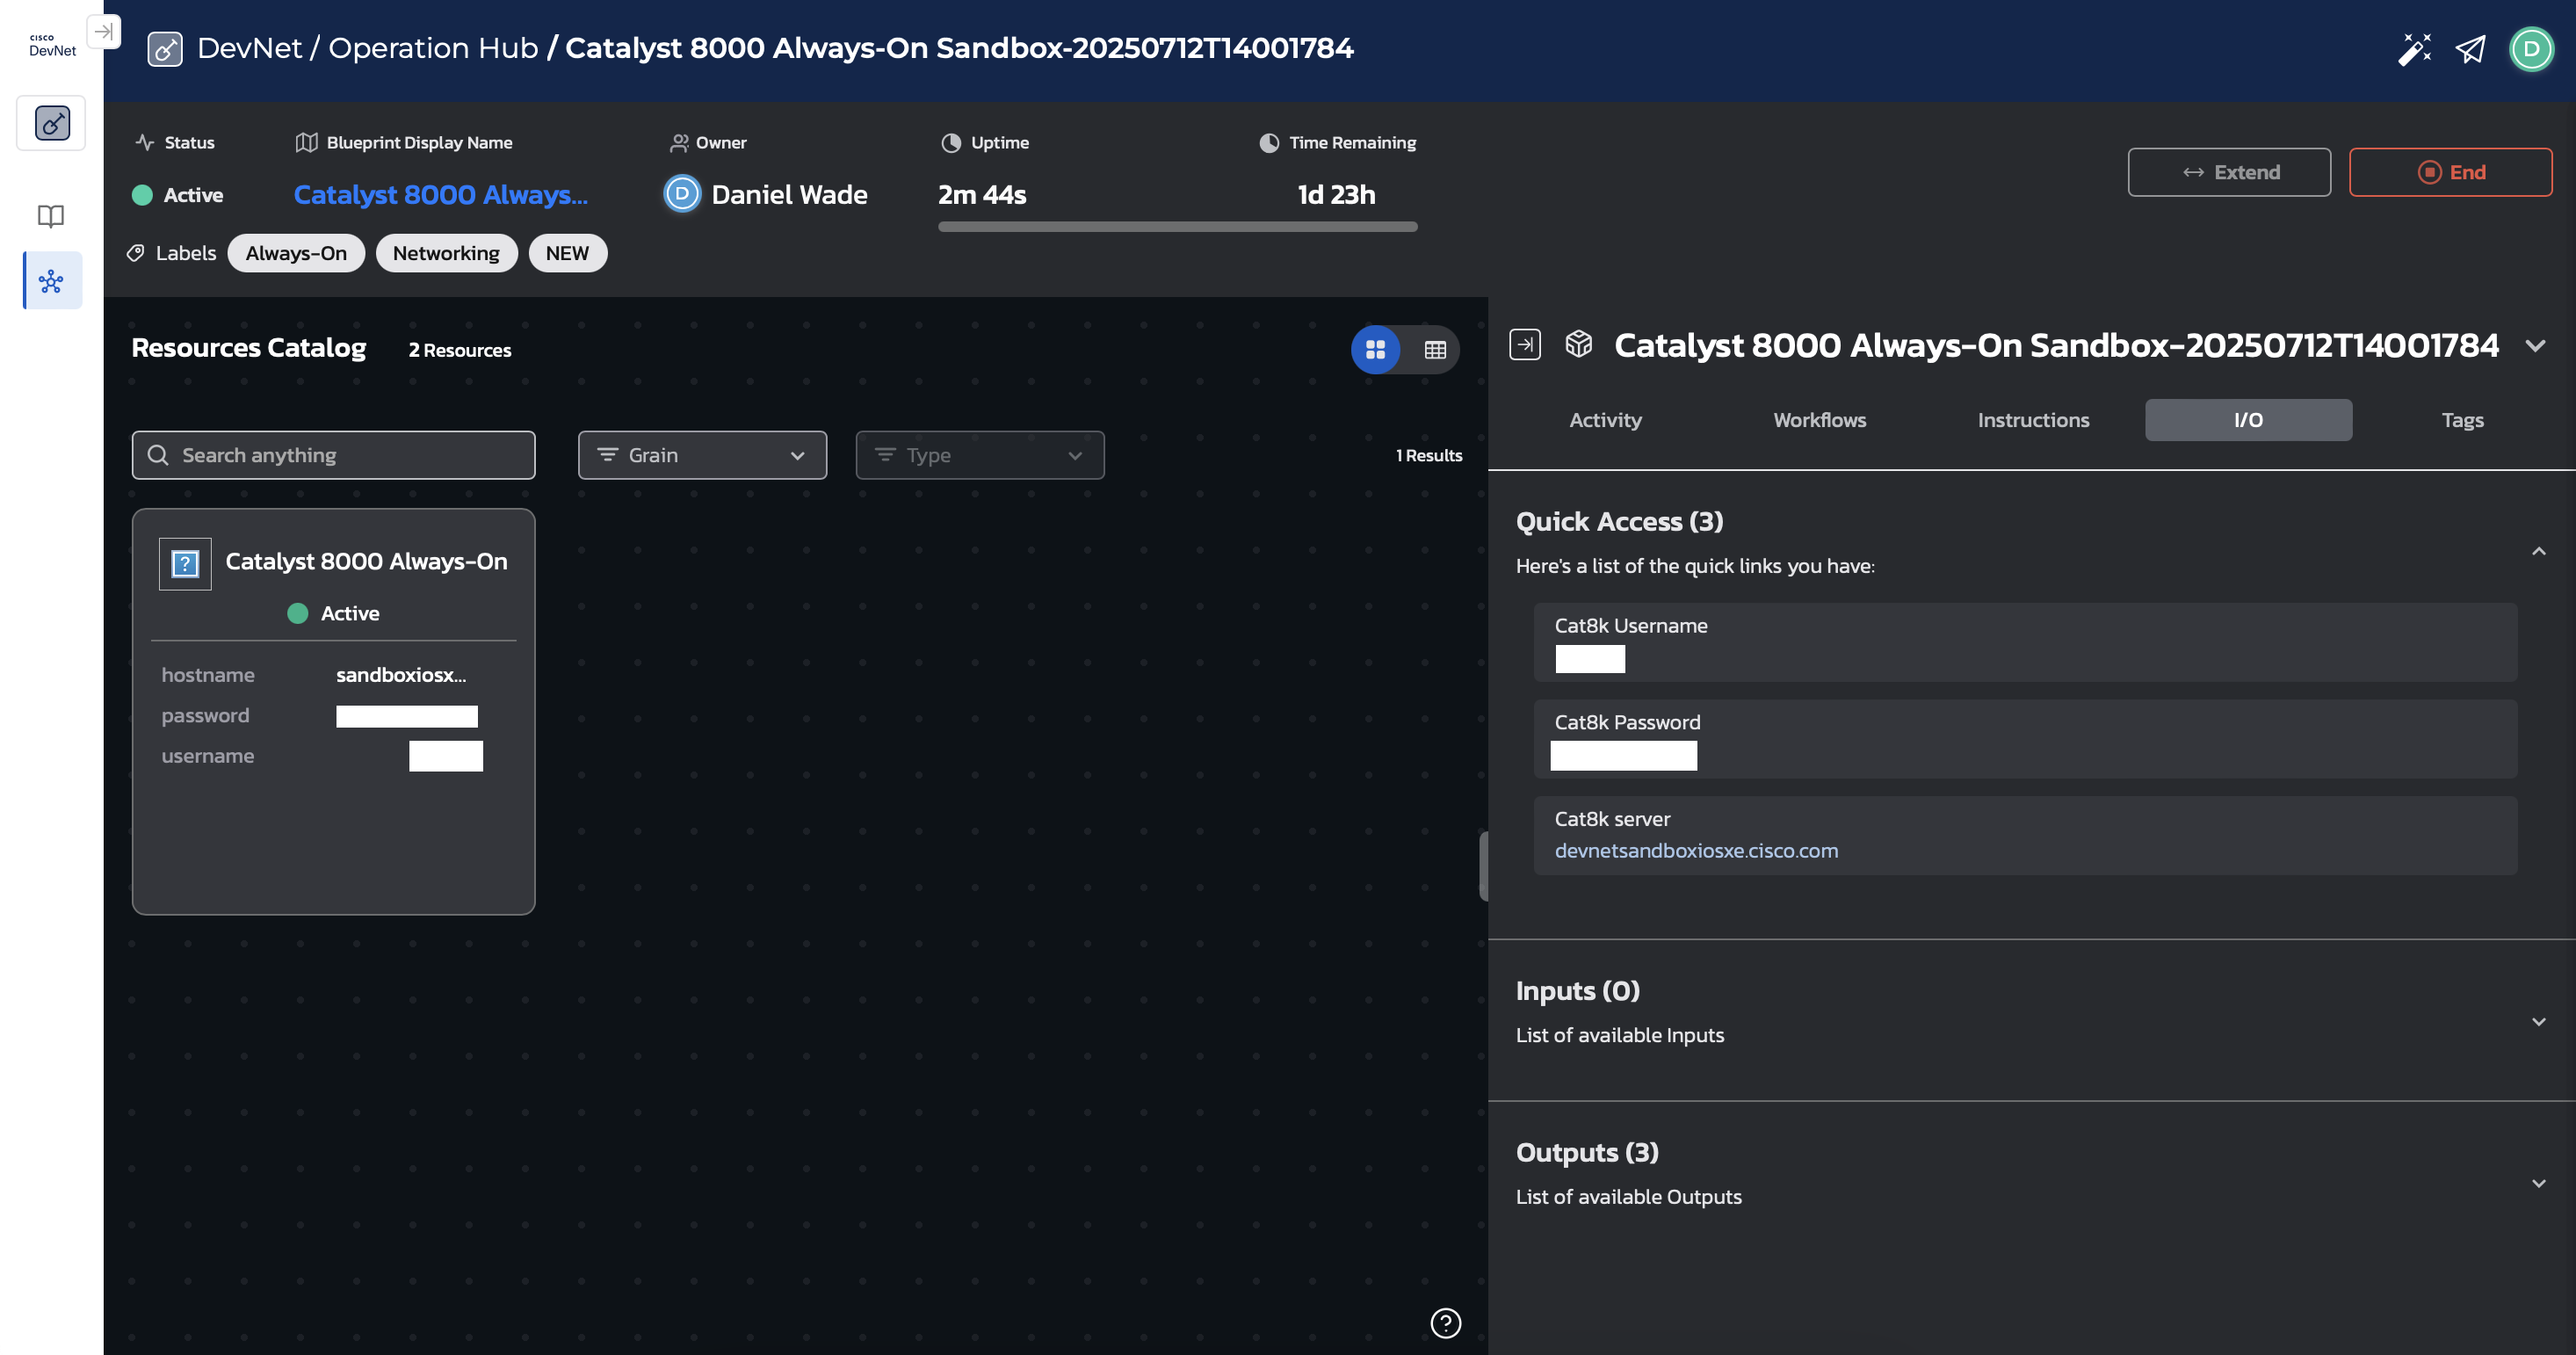 CISCO
DevNet
DevNet / Operation Hub / Catalyst 8000 Always-On Sandbox-20250712T14001784
D
Status
Blueprint Display Name
Owner
Uptime
Time Remaining
Active
Catalyst 8000 Always...
D Daniel Wade
2m 44s
1d 23h
Extend
End
Labels
Always-On
Networking
NEW
Resources Catalog
2 Resources
Search anything
Grain
Type
1 Results
? Catalyst 8000 Always-On
Active
hostname sandboxiosx...
password
username
?
Catalyst 8000 Always-On Sandbox-20250712T14001784
Activity
Workflows
Instructions
I/O
Tags
Quick Access (3)
Here's a list of the quick links you have:
Cat8k Username
Cat8k Password
Cat8k server
devnetsandboxiosxe.cisco.com
Inputs (0)
List of available Inputs
Outputs (3)
List of available Outputs